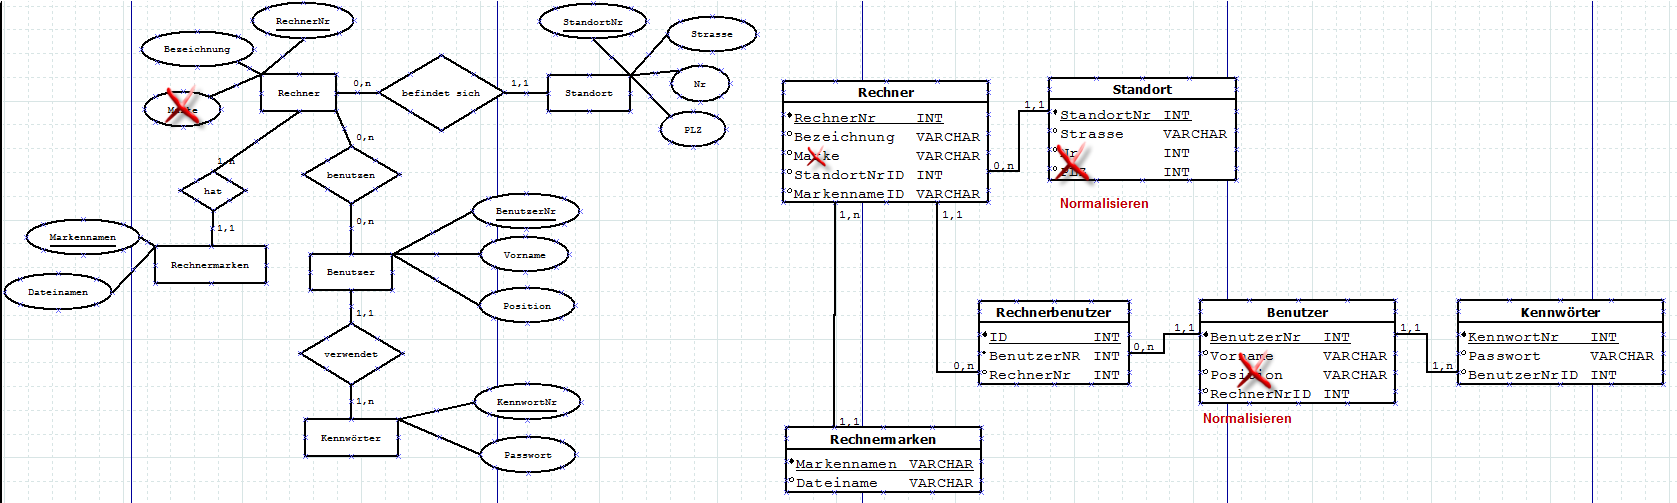 RechnerNr
Bezeichnung
Marke
Rechner
0,n
befindet sich
1,1
Standort
StandortNr
Strasse
Nr
PLZ
0,n
benutzen
0,n
1,n
hat
1,1
Markennamen
Rechnermarken
Dateinamen
BenutzerNr
Vorname
Benutzer
Position
1,1
verwendet
1,n
KennwortNr
Kennwörter
Passwort
Rechner
RechnerNr INT
Bezeichnung VARCHAR
Marke VARCHAR
StandortNrID INT
MarkennameID VARCHAR
1,1
0,n
Standort
StandortNr INT
Strasse VARCHAR
Nr INT
PLZ INT
Normalisieren
1,n
1,1
Rechnerbenutzer
ID INT
BenutzerNR INT
RechnerNr INT
0,n
0,n
1,1
Benutzer
BenutzerNr INT
Vorname VARCHAR
Position VARCHAR
RechnerNrID INT
Normalisieren
1,1
1,n
Kennwörter
KennwortNr INT
Passwort VARCHAR
BenutzerNrID INT
1,1
Rechnermarken
Markennamen VARCHAR
Dateiname VARCHAR